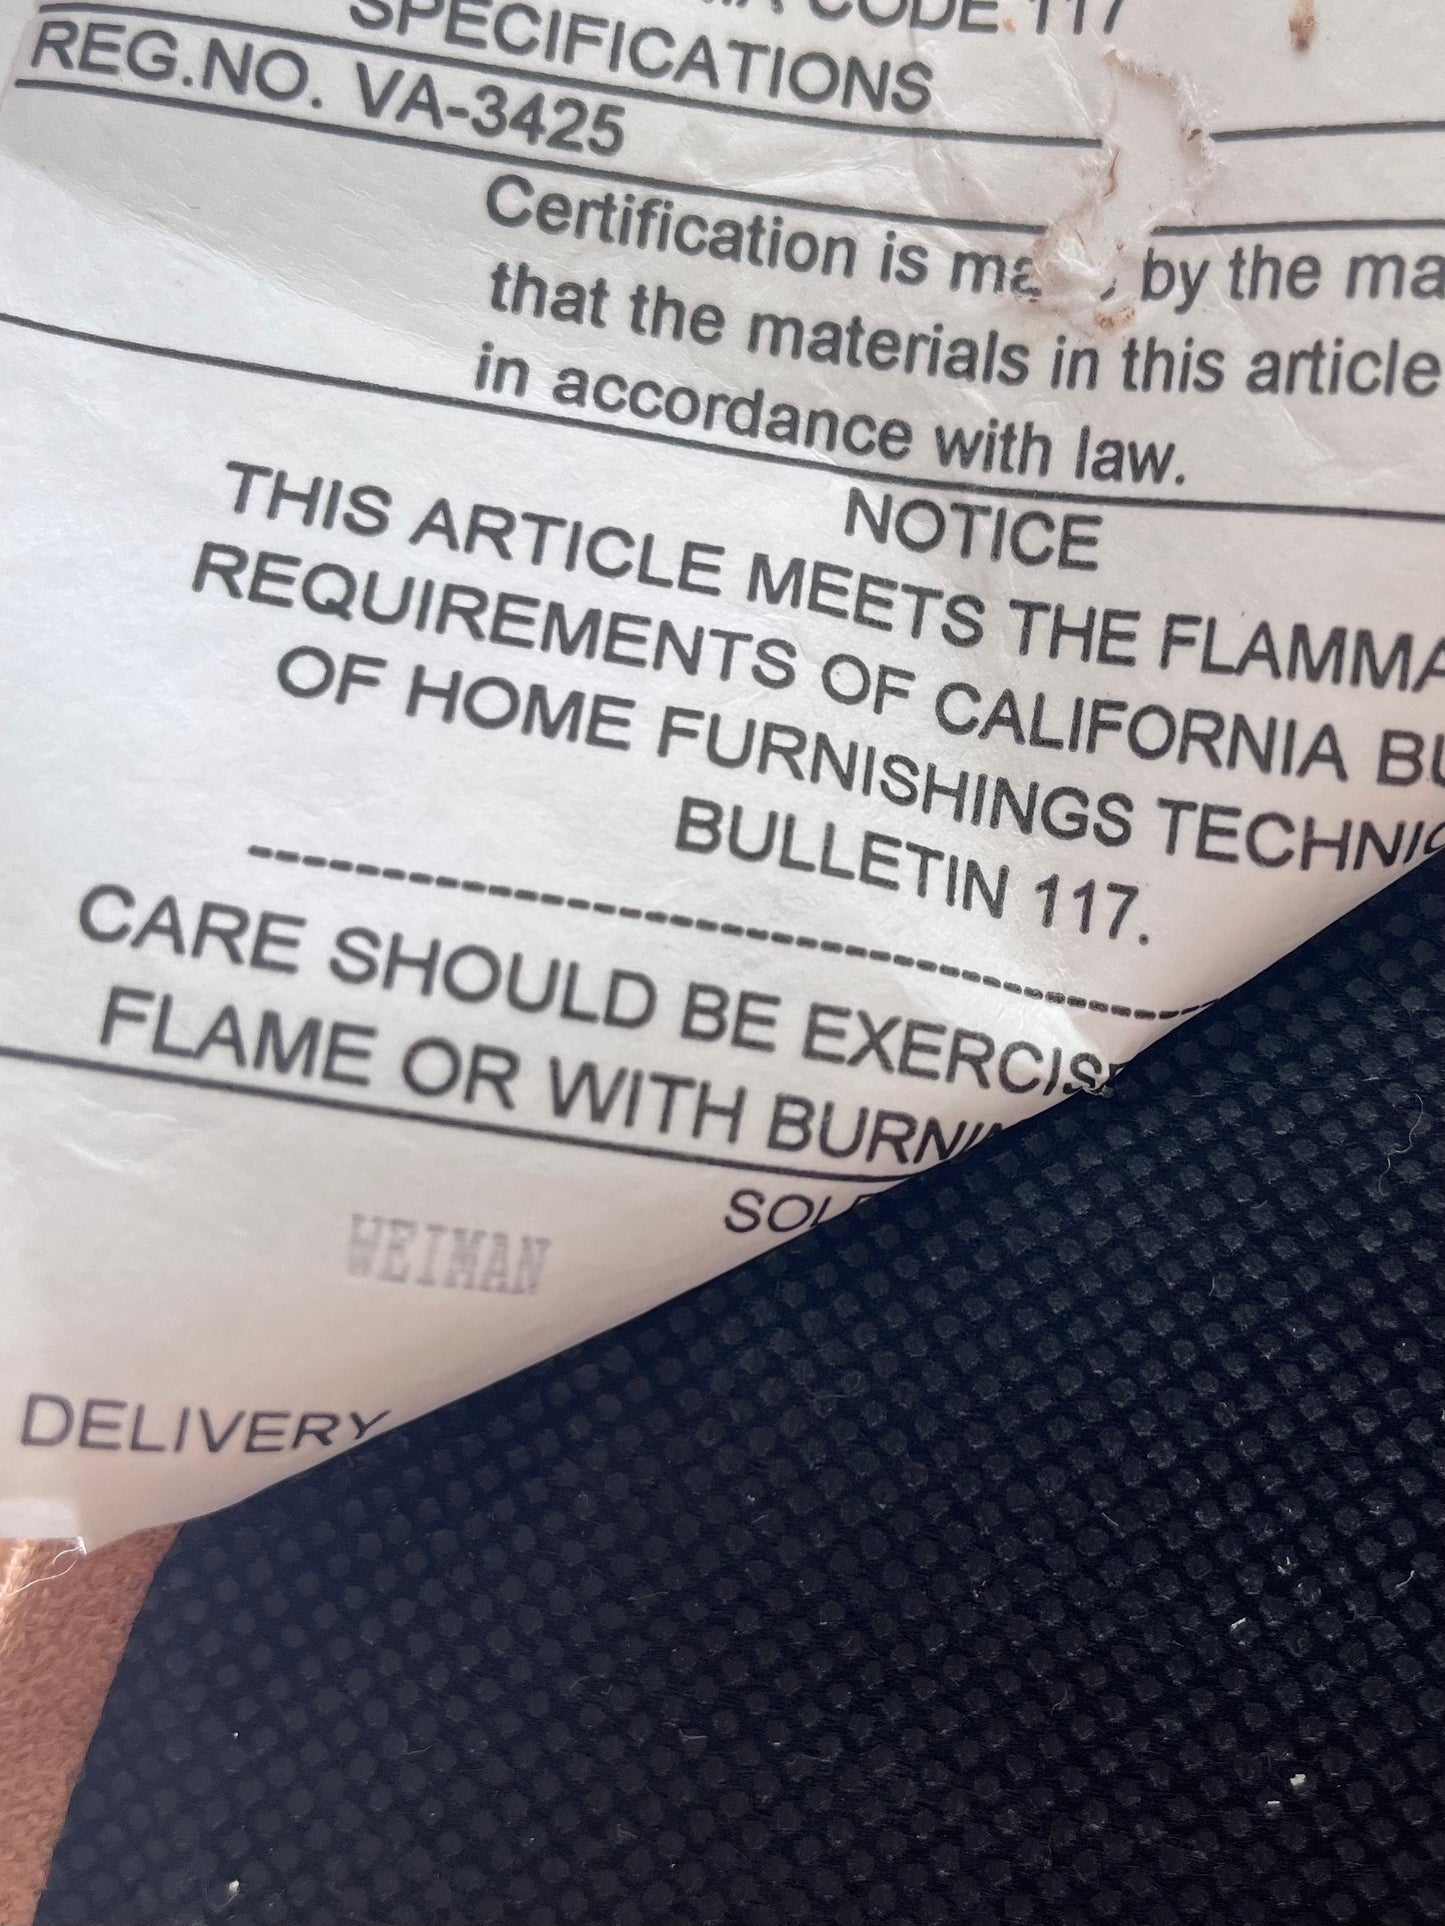 CODE 117
SPECIFICATIONS
REG.NO. VA-3425
Certification is by the
that the materials in this article
in accordance with law.
NOTICE
THIS ARTICLE MEETS THE
REQUIREMENTS OF CALIFORNIA
OF HOME FURNISHINGS
BULLETIN 117.
CARE SHOULD BE
FLAME OR WITH
WEIMAN
DELIVERY